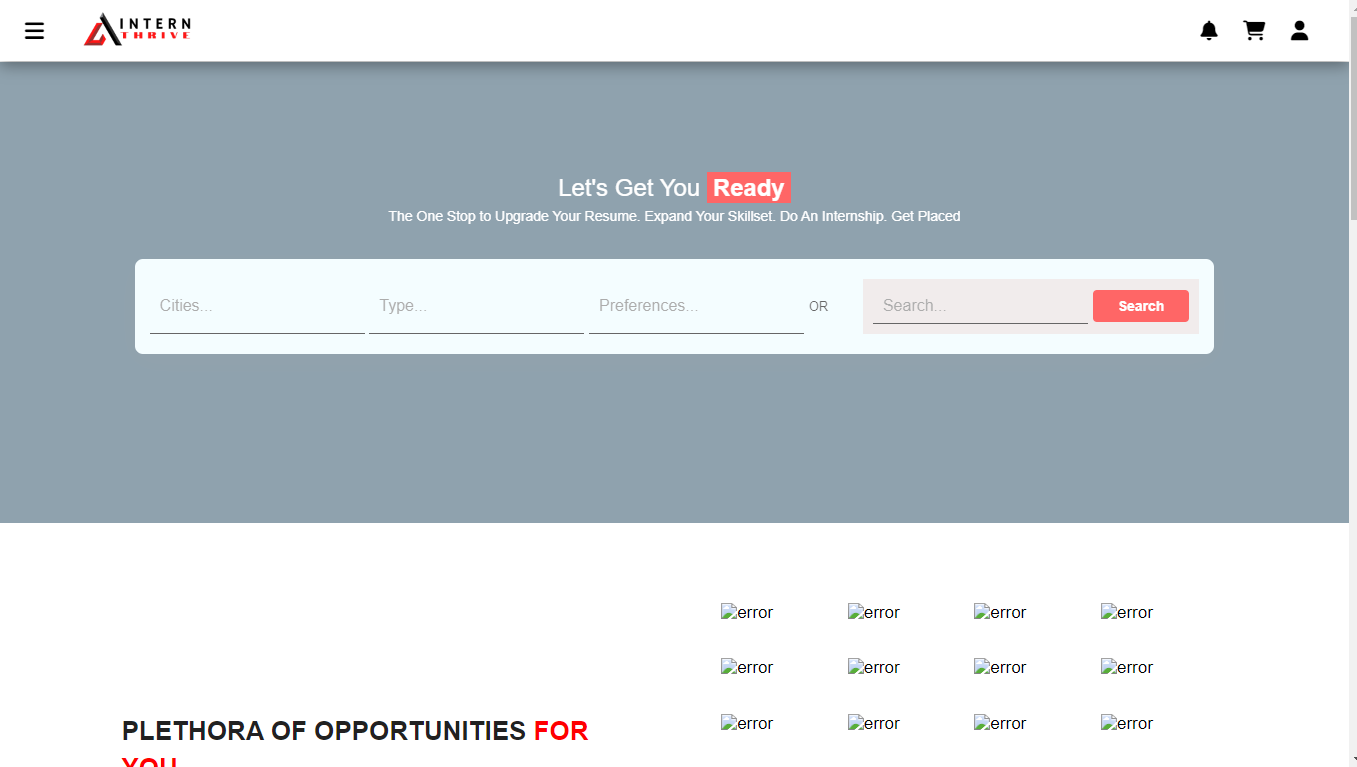 INTERN
THRIVE
Let's Get You Ready
The One Stop to Upgrade Your Resume. Expand Your Skillset. Do An Internship. Get Placed
Cities...
Type...
Preferences...
OR
Search...
Search
error error error error
error error error error
error error error error
PLETHORA OF OPPORTUNITIES FOR
YOU